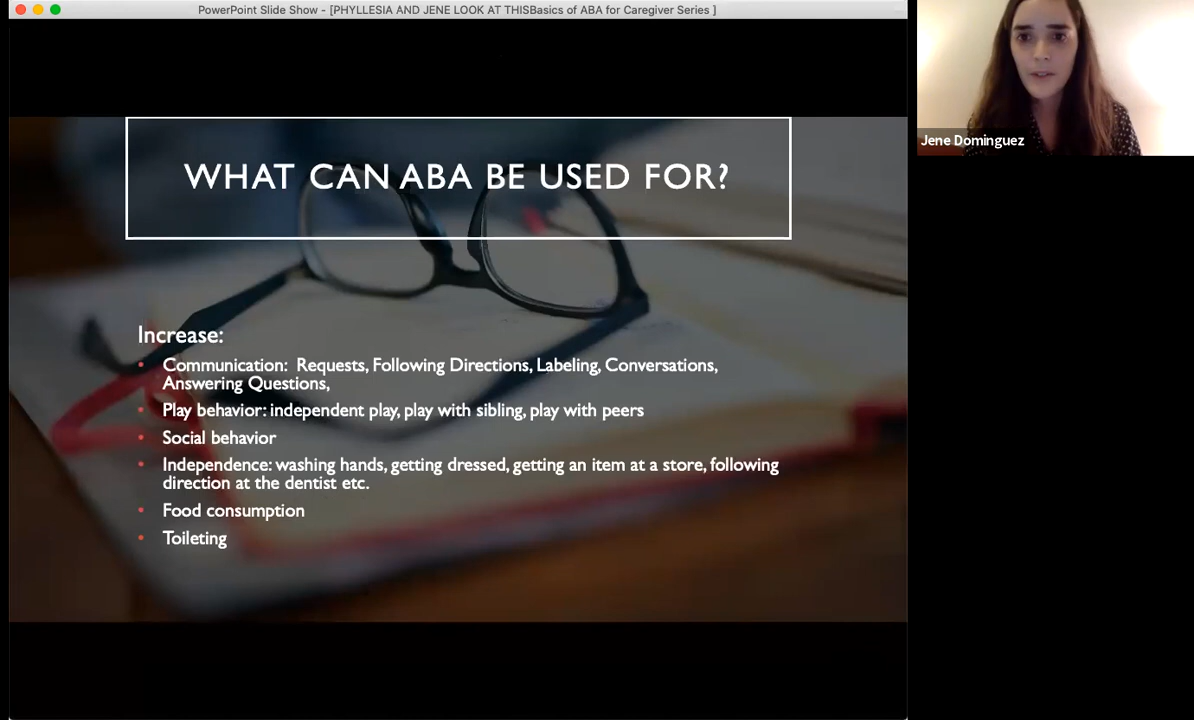 PowerPoint Slide Show - [PHYLLESIA AND JENE LOOK AT THISBasics of ABA for Caregiver Series ]
WHAT CAN ABA BE USED FOR?
Jene Dominguez
Increase:
• Communication:  Requests, Following Directions, Labeling, Conversations,
Answering Questions,
• Play behavior: independent play, play with sibling, play with peers
• Social behavior
• Independence: washing hands, getting dressed, getting an item at a store, following
direction at the dentist etc.
• Food consumption
• Toileting